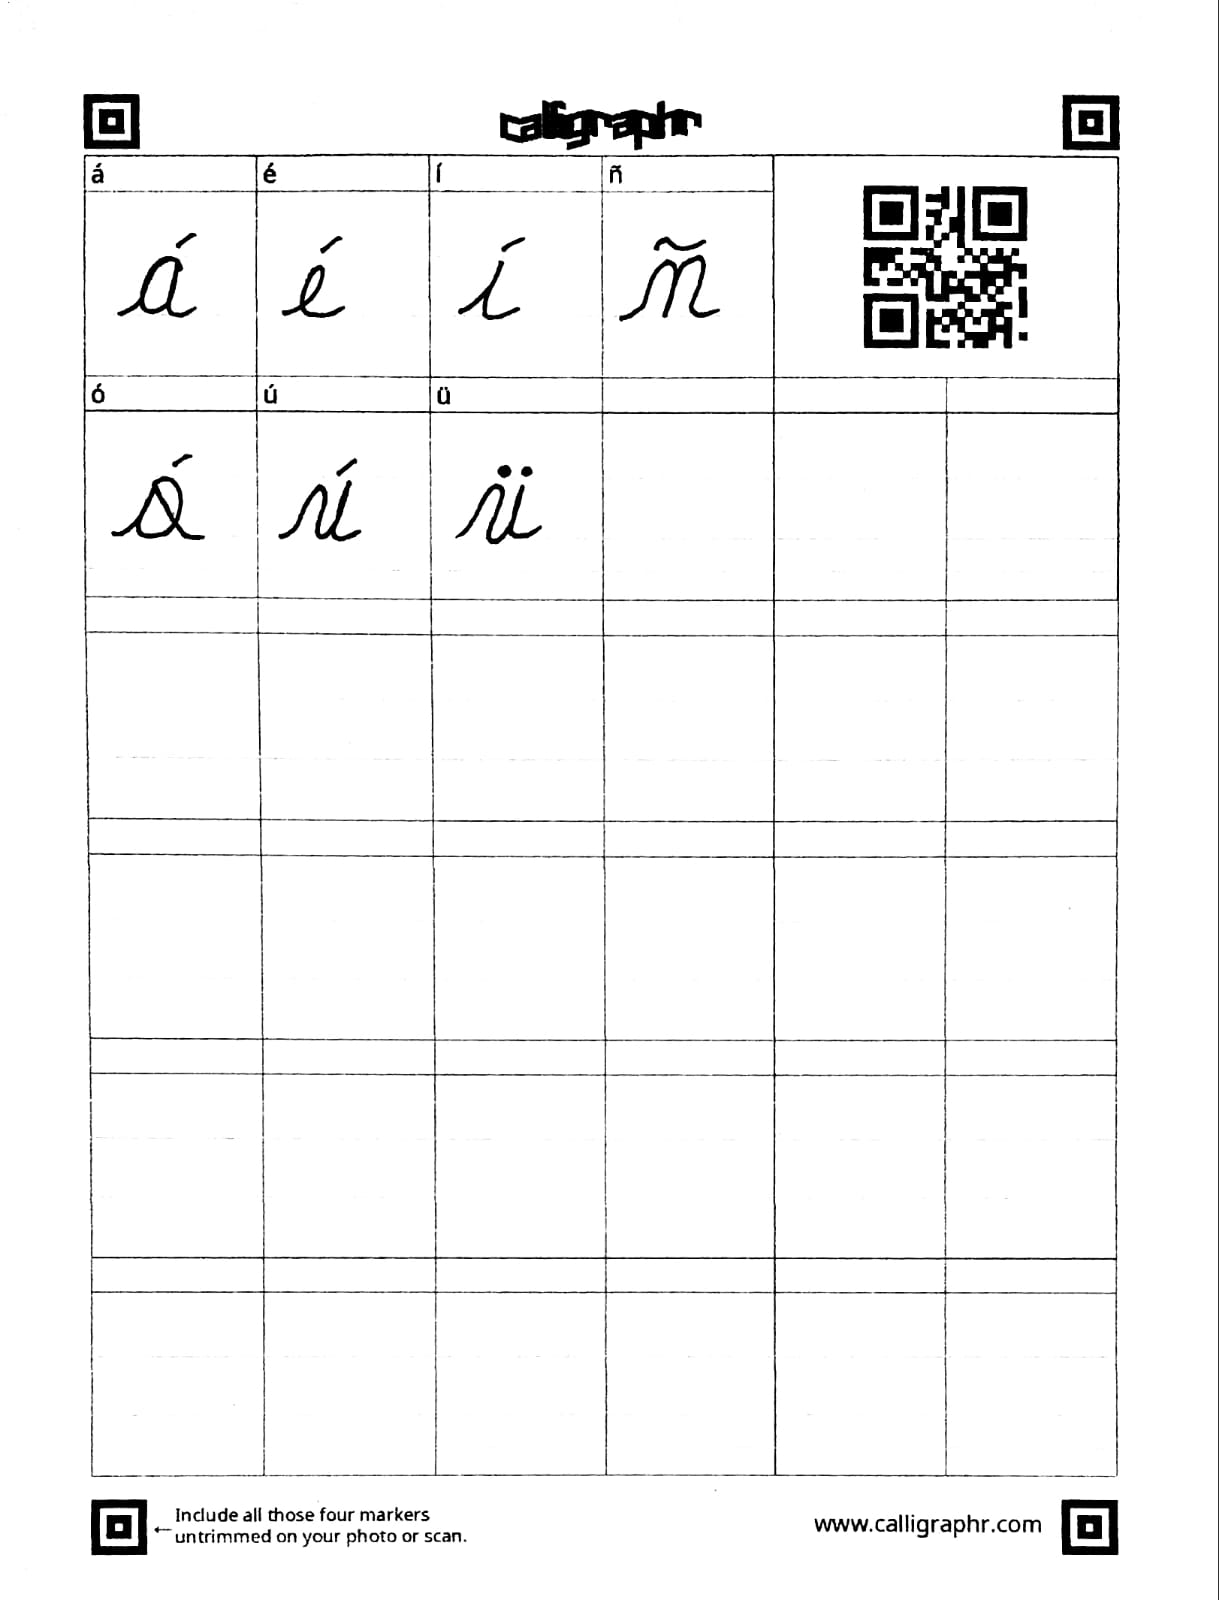 calligraphr
á é í ñ
á é í ñ
ó ú ü
ó ú ü
Include all those four markers
← untrimmed on your photo or scan.
www.calligraphr.com